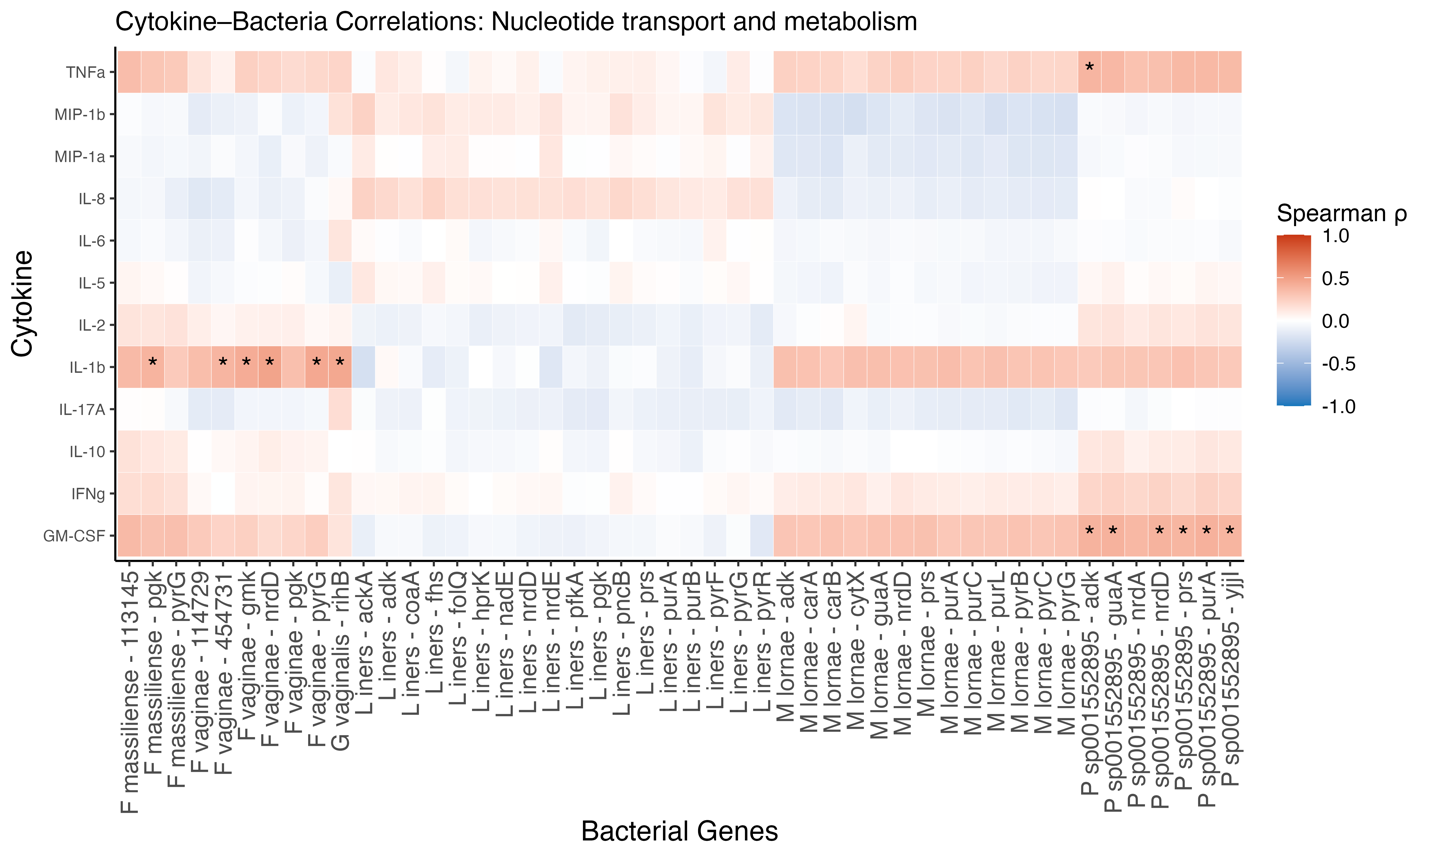 Cytokine–Bacteria Correlations: Nucleotide transport and metabolism
Cytokine
TNFa
MIP-1b
MIP-1a
IL-8
IL-6
IL-5
IL-2
IL-1b
IL-17A
IL-10
IFNg
GM-CSF
*
* * * * * *
* * * * * *
F massiliense - 113145
F massiliense - pgk
F massiliense - pyrG
F vaginae - 114729
F vaginae - 454731
F vaginae - gmk
F vaginae - nrdD
F vaginae - pgk
F vaginae - pyrG
G vaginalis - rihB
L iners - ackA
L iners - adk
L iners - coaA
L iners - fhs
L iners - folQ
L iners - hprK
L iners - nadE
L iners - nrdD
L iners - nrdE
L iners - pfkA
L iners - pgk
L iners - pncB
L iners - prs
L iners - purA
L iners - purB
L iners - pyrF
L iners - pyrG
L iners - pyrR
M lornae - adk
M lornae - carA
M lornae - carB
M lornae - cytX
M lornae - guaA
M lornae - nrdD
M lornae - prs
M lornae - purA
M lornae - purC
M lornae - purL
M lornae - pyrB
M lornae - pyrC
M lornae - pyrG
P sp001552895 - adk
P sp001552895 - guaA
P sp001552895 - nrdA
P sp001552895 - nrdD
P sp001552895 - prs
P sp001552895 - purA
P sp001552895 - yjjI
Bacterial Genes
Spearman ρ
1.0
0.5
0.0
-0.5
-1.0